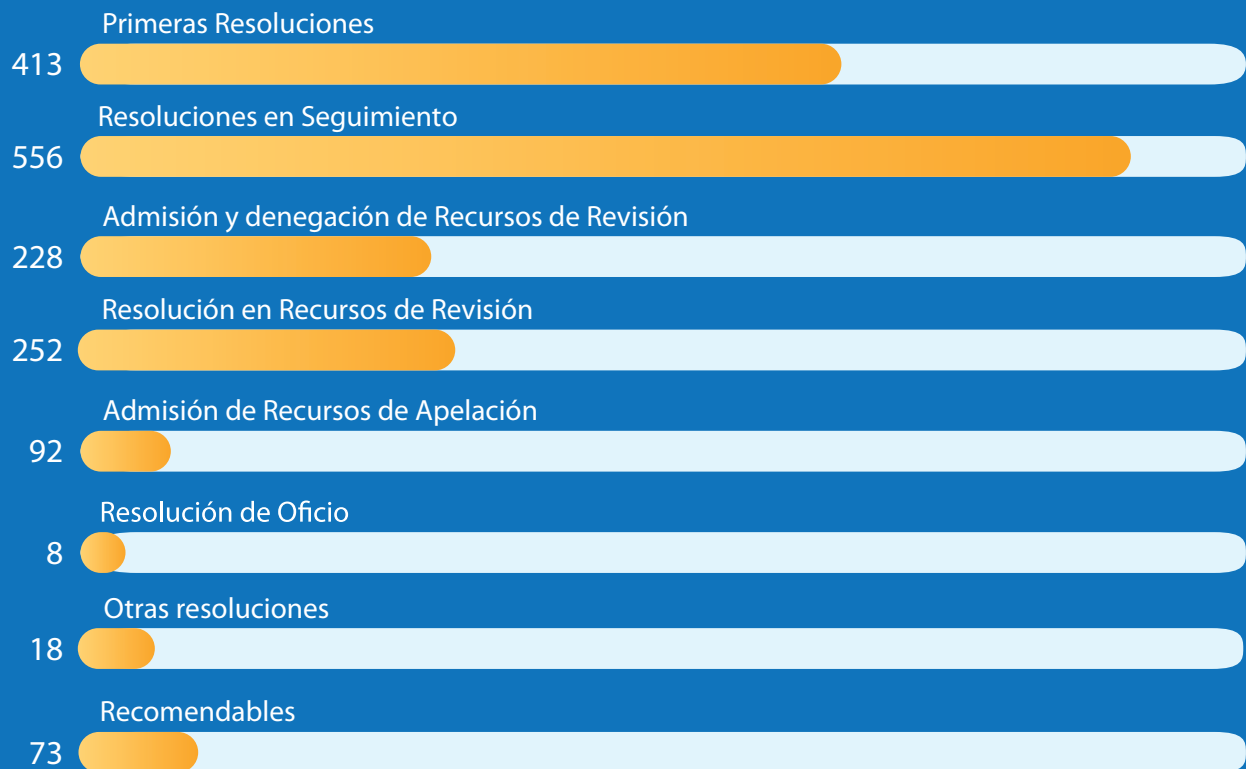 Primeras Resoluciones
413
Resoluciones en Seguimiento
556
Admisión y denegación de Recursos de Revisión
228
Resolución en Recursos de Revisión
252
Admisión de Recursos de Apelación
92
Resolución de Oficio
8
Otras resoluciones
18
Recomendables
73